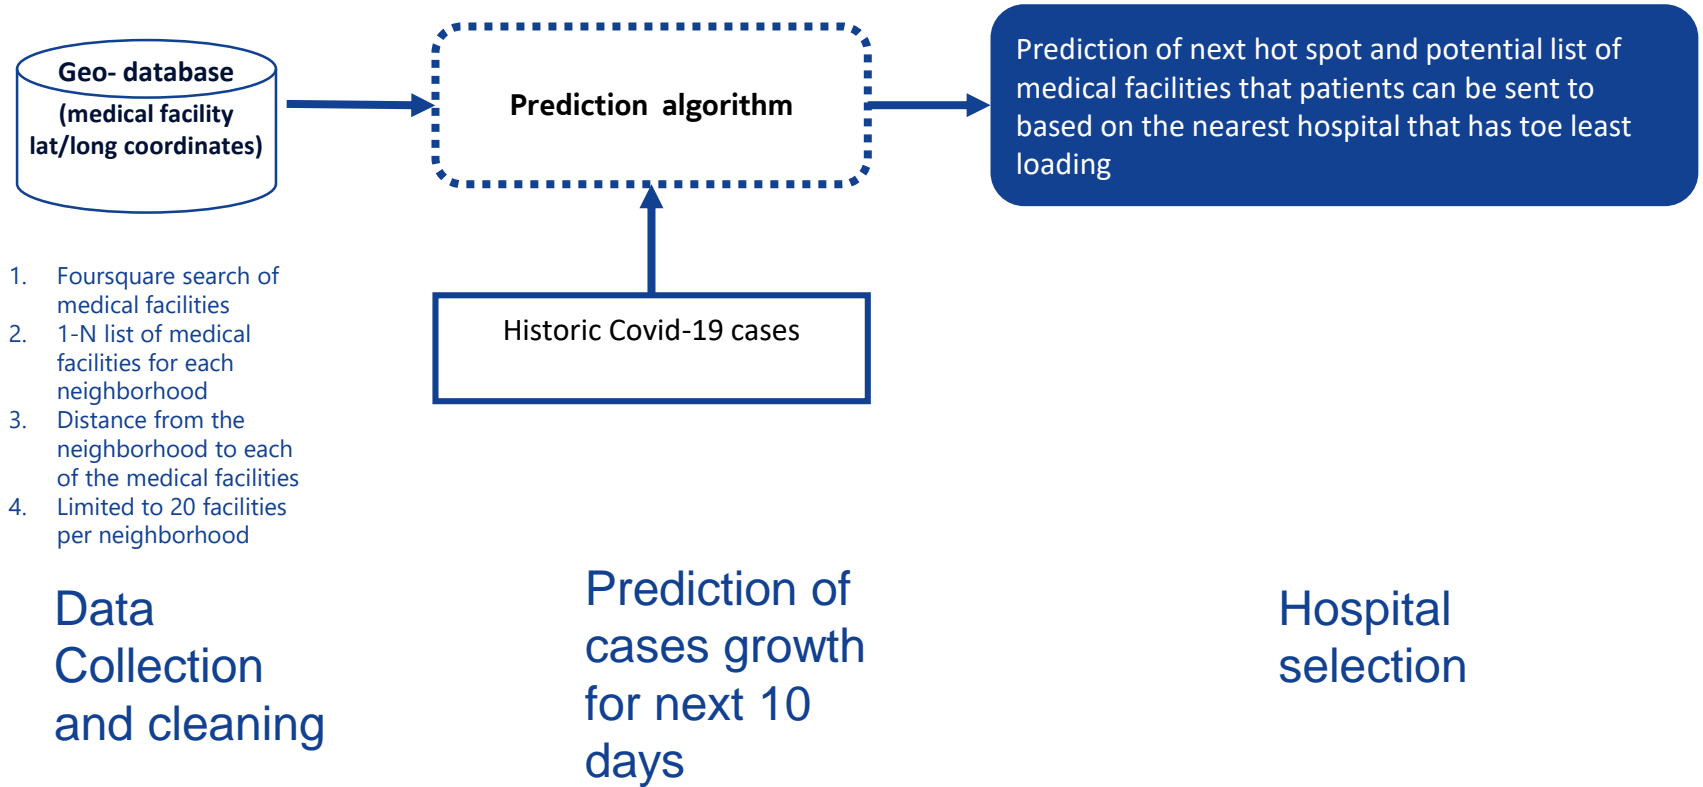 Geo- database
(medical facility
lat/long coordinates)
Prediction algorithm
Prediction of next hot spot and potential list of
medical facilities that patients can be sent to
based on the nearest hospital that has toe least
loading
Historic Covid-19 cases
1. Foursquare search of
medical facilities
2. 1-N list of medical
facilities for each
neighborhood
3. Distance from the
neighborhood to each
of the medical facilities
4. Limited to 20 facilities
per neighborhood
Data
Collection
and cleaning
Prediction of
cases growth
for next 10
days
Hospital
selection